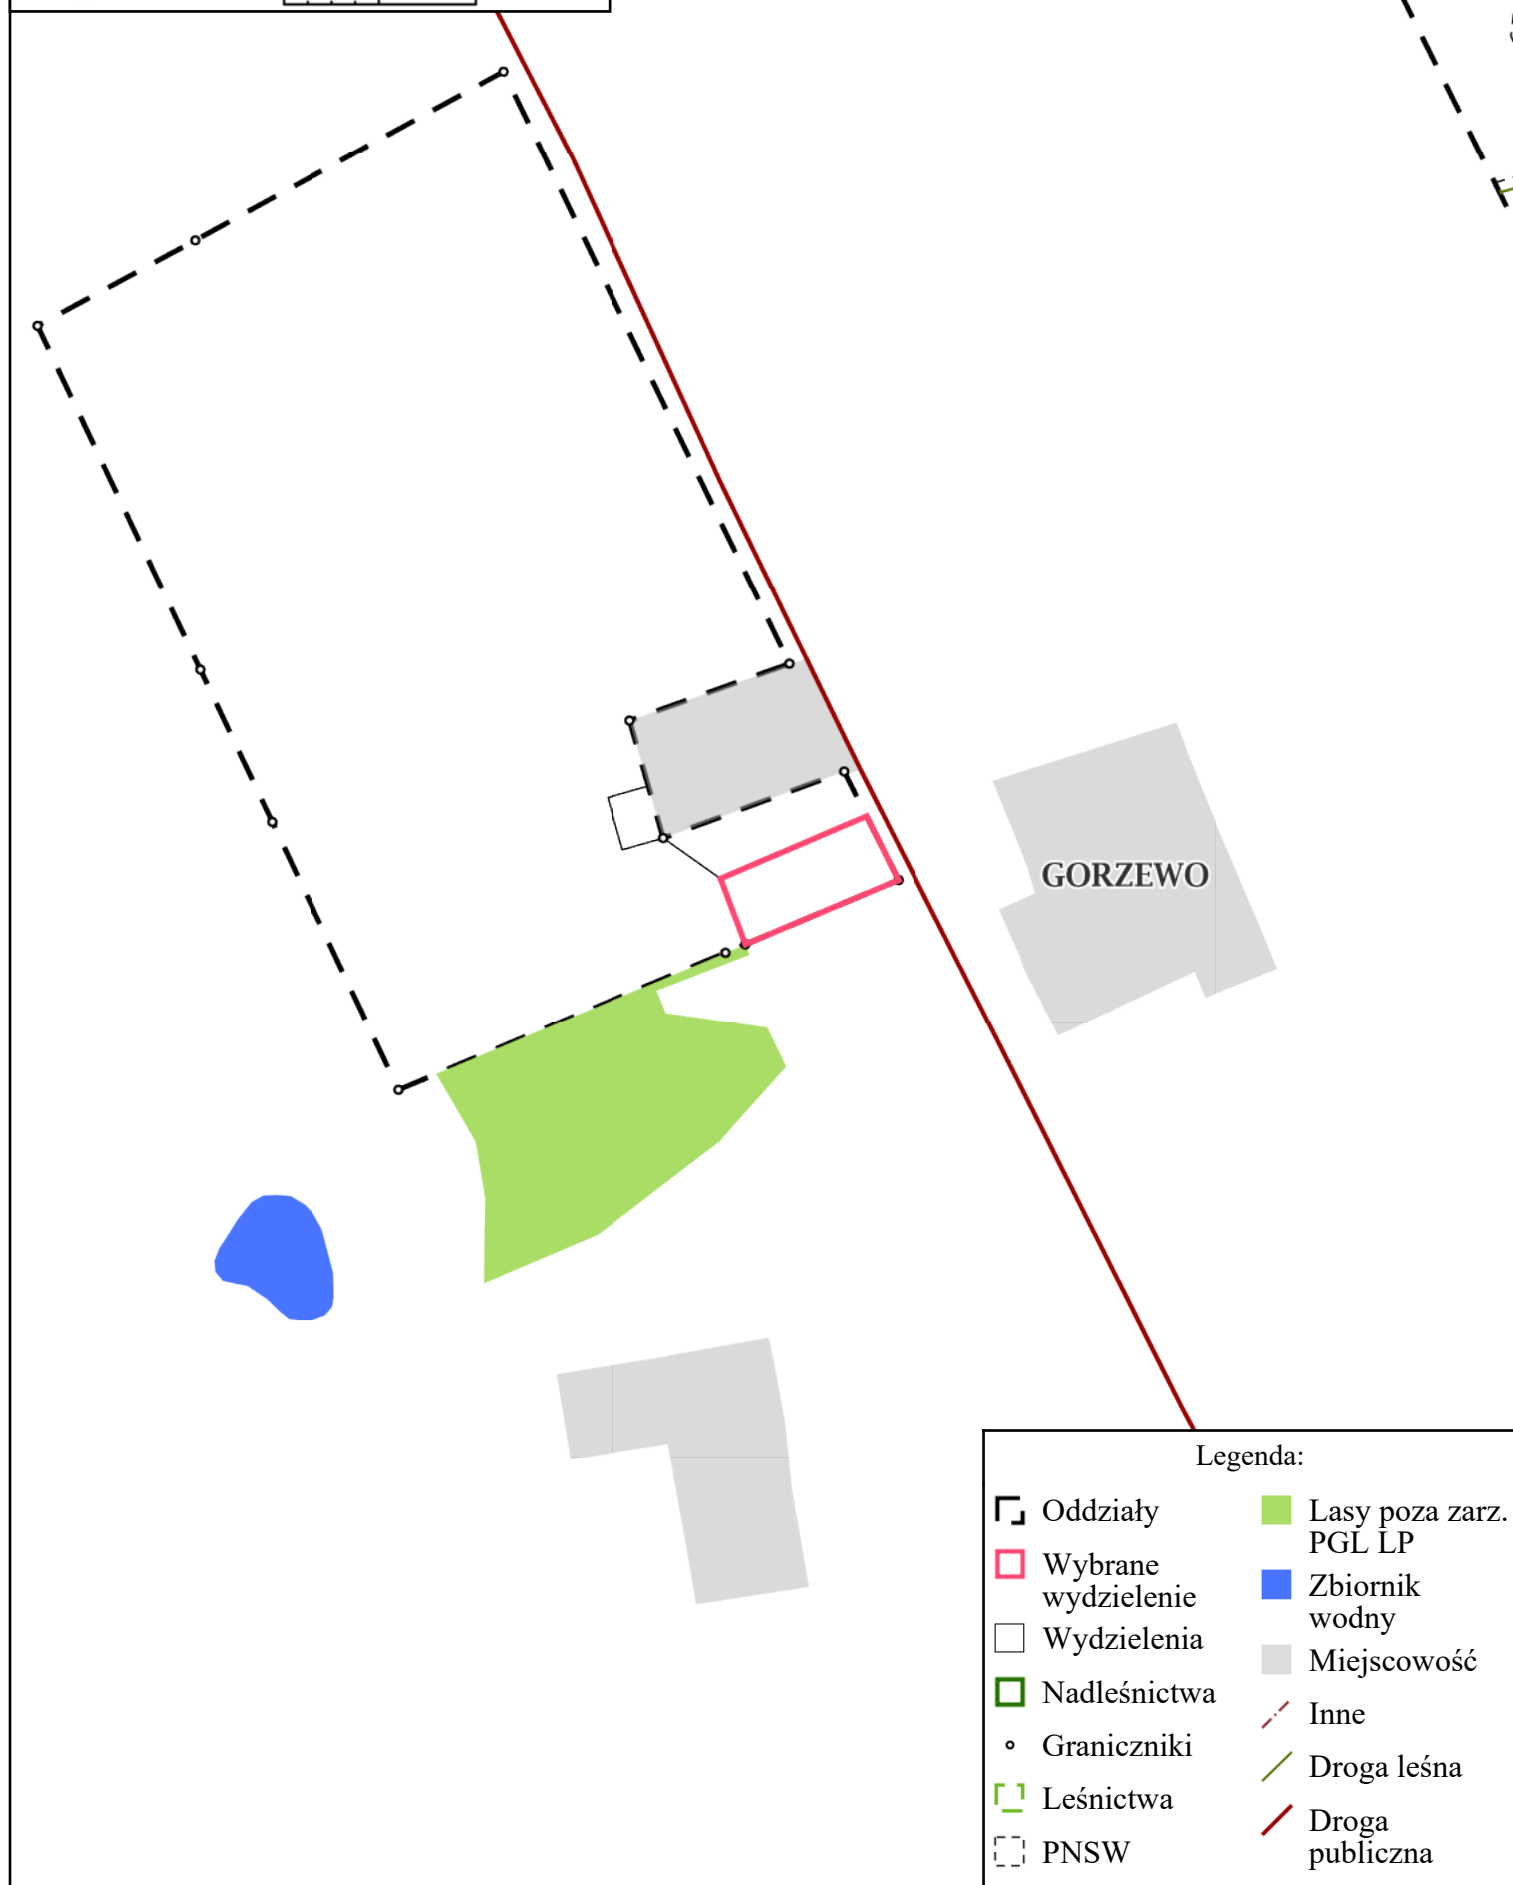 GORZEWO
Legenda:
Oddziały
Wybrane
wydzielenie
Wydzielenia
Nadleśnictwa
Graniczniki
Leśnictwa
PNSW
Lasy poza zarz.
PGL LP
Zbiornik
wodny
Miejscowość
Inne
Droga leśna
Droga
publiczna